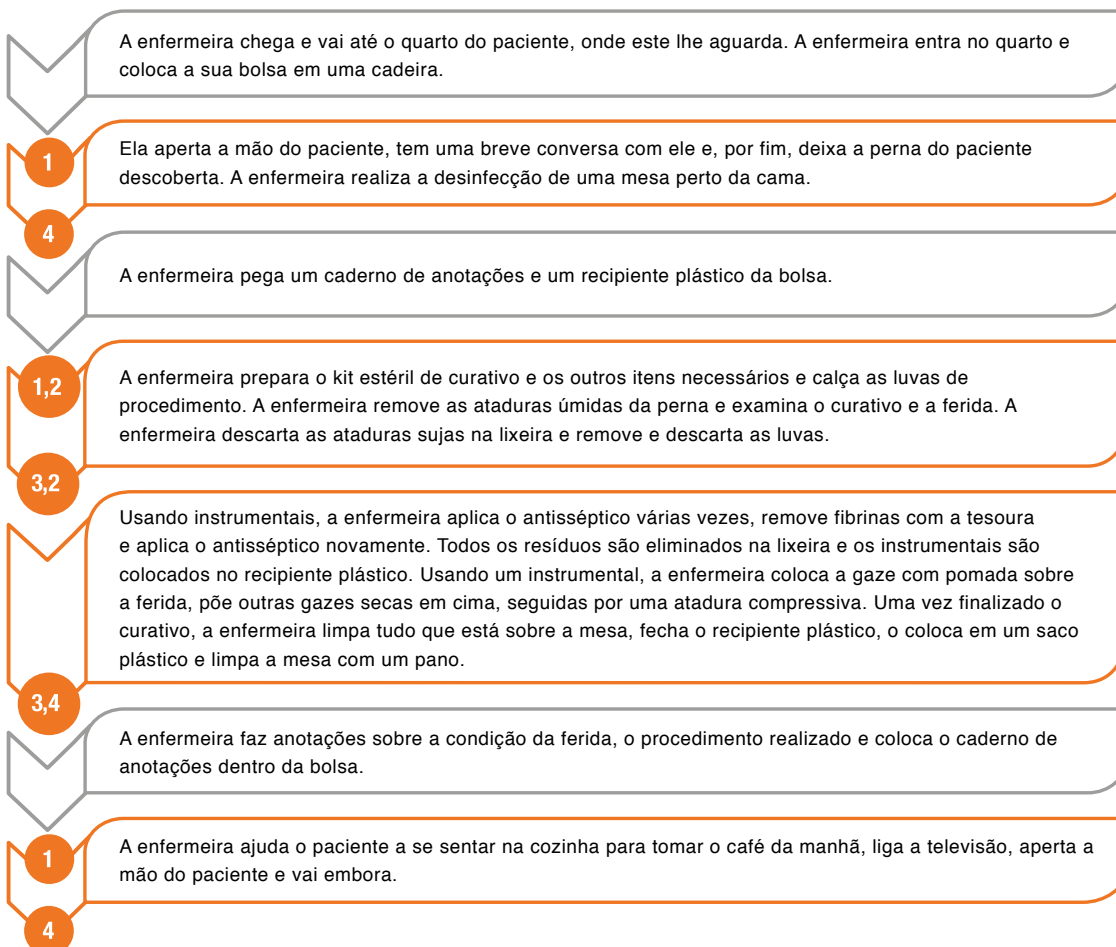 A enfermeira chega e vai até o quarto do paciente, onde este lhe aguarda. A enfermeira entra no quarto e
coloca a sua bolsa em uma cadeira.
1
Ela aperta a mão do paciente, tem uma breve conversa com ele e, por fim, deixa a perna do paciente
descoberta. A enfermeira realiza a desinfecção de uma mesa perto da cama.
4
A enfermeira pega um caderno de anotações e um recipiente plástico da bolsa.
1,2
A enfermeira prepara o kit estéril de curativo e os outros itens necessários e calça as luvas de
procedimento. A enfermeira remove as ataduras úmidas da perna e examina o curativo e a ferida. A
enfermeira descarta as ataduras sujas na lixeira e remove e descarta as luvas.
3,2
Usando instrumentais, a enfermeira aplica o antisséptico várias vezes, remove fibrinas com a tesoura
e aplica o antisséptico novamente. Todos os resíduos são eliminados na lixeira e os instrumentais são
colocados no recipiente plástico. Usando um instrumental, a enfermeira coloca a gaze com pomada sobre
a ferida, põe outras gazes secas em cima, seguidas por uma atadura compressiva. Uma vez finalizado o
curativo, a enfermeira limpa tudo que está sobre a mesa, fecha o recipiente plástico, o coloca em um saco
plástico e limpa a mesa com um pano.
3,4
A enfermeira faz anotações sobre a condição da ferida, o procedimento realizado e coloca o caderno de
anotações dentro da bolsa.
1
A enfermeira ajuda o paciente a se sentar na cozinha para tomar o café da manhã, liga a televisão, aperta a
mão do paciente e vai embora.
4